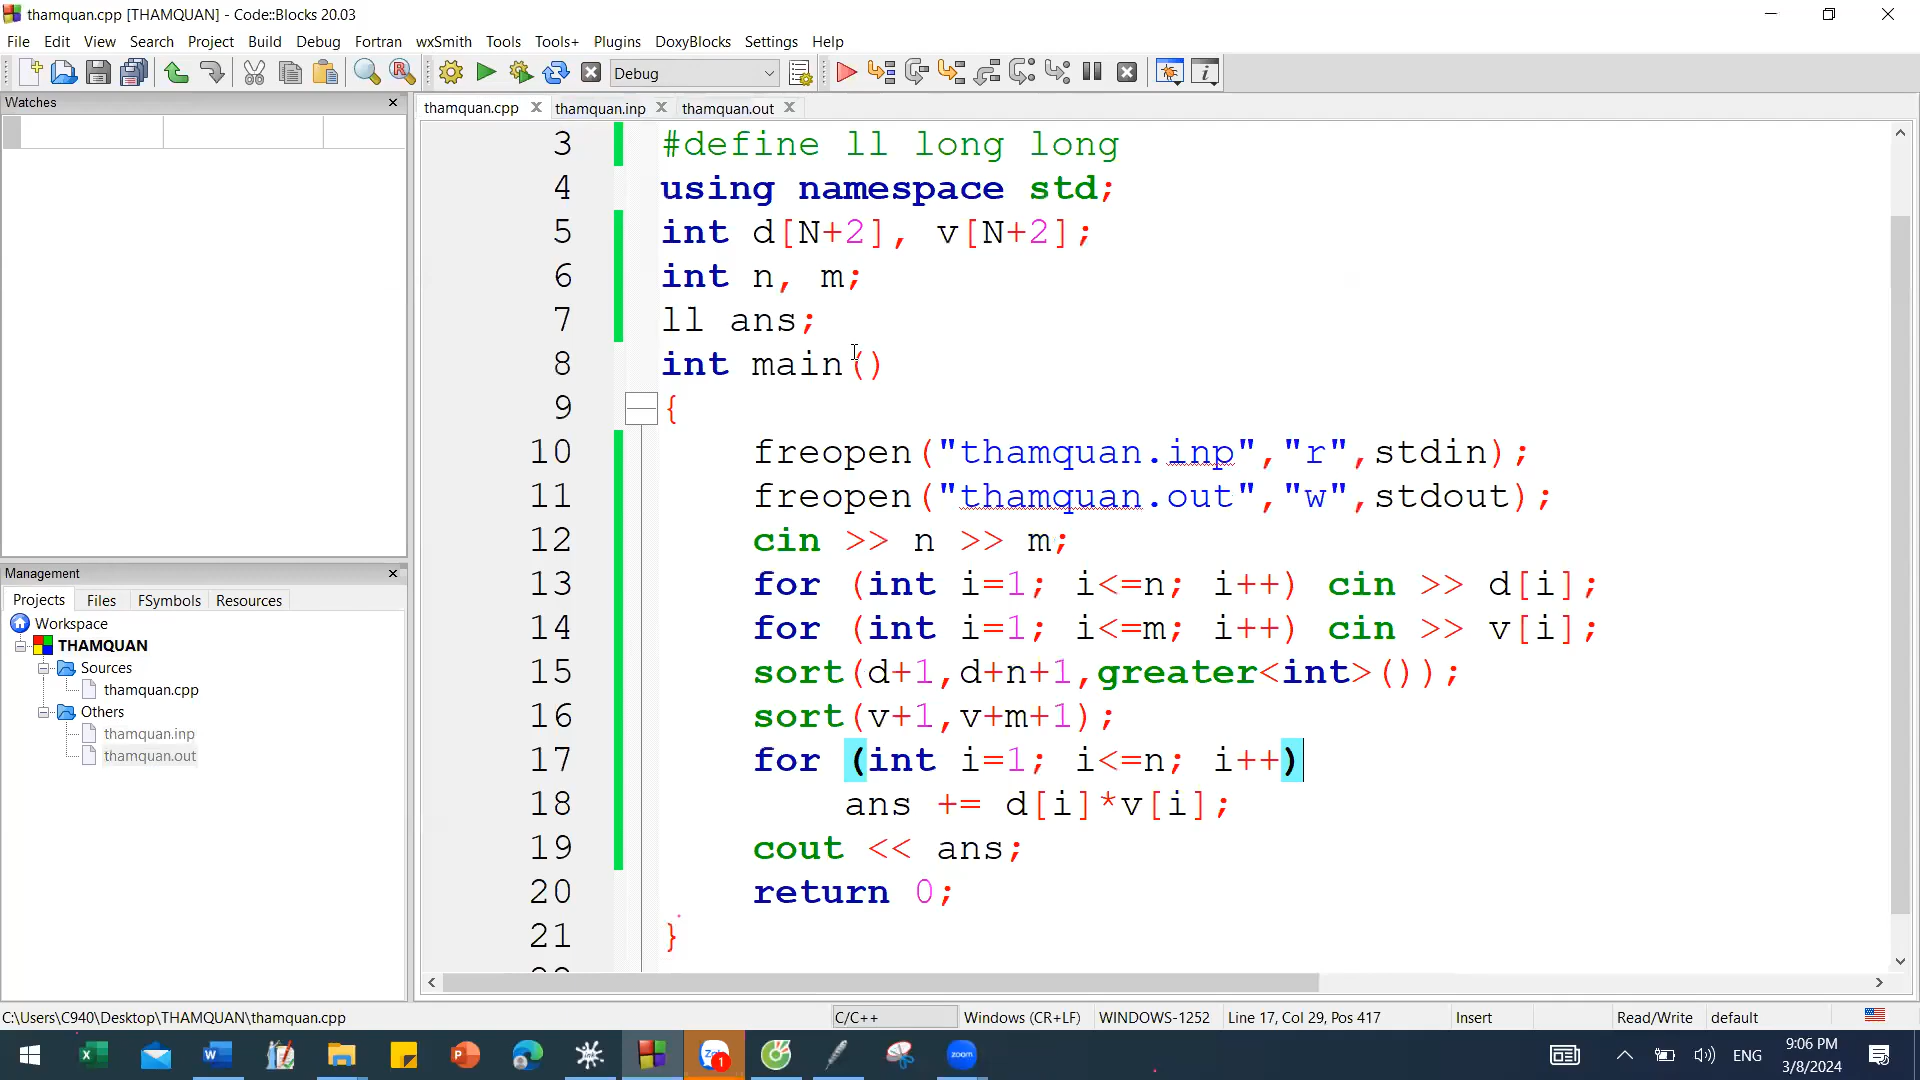 thamquan.cpp [THAMQUAN] - Code::Blocks 20.03
File Edit View Search Project Build Debug Fortran wxSmith Tools Tools+ Plugins DoxyBlocks Settings Help
Debug
Watches
thamquan.cpp thamquan.inp thamquan.out
3 #define ll long long
4 using namespace std;
5 int d[N+2], v[N+2];
6 int n, m;
7 ll ans;
8 int main()
9 {
10 freopen("thamquan.inp","r",stdin);
11 freopen("thamquan.out","w",stdout);
12 cin >> n >> m;
13 for (int i=1; i<=n; i++) cin >> d[i];
14 for (int i=1; i<=m; i++) cin >> v[i];
15 sort(d+1,d+n+1,greater<int>());
16 sort(v+1,v+m+1);
17 for (int i=1; i<=n; i++)
18 ans += d[i]*v[i];
19 cout << ans;
20 return 0;
21 }
Management
Projects Files FSymbols Resources
Workspace
THAMQUAN
Sources
thamquan.cpp
Others
thamquan.inp
thamquan.out
C:\Users\C940\Desktop\THAMQUAN\thamquan.cpp C/C++ Windows (CR+LF) WINDOWS-1252 Line 17, Col 29, Pos 417 Insert Read/Write default
zoom
1
ENG
9:06 PM
3/8/2024